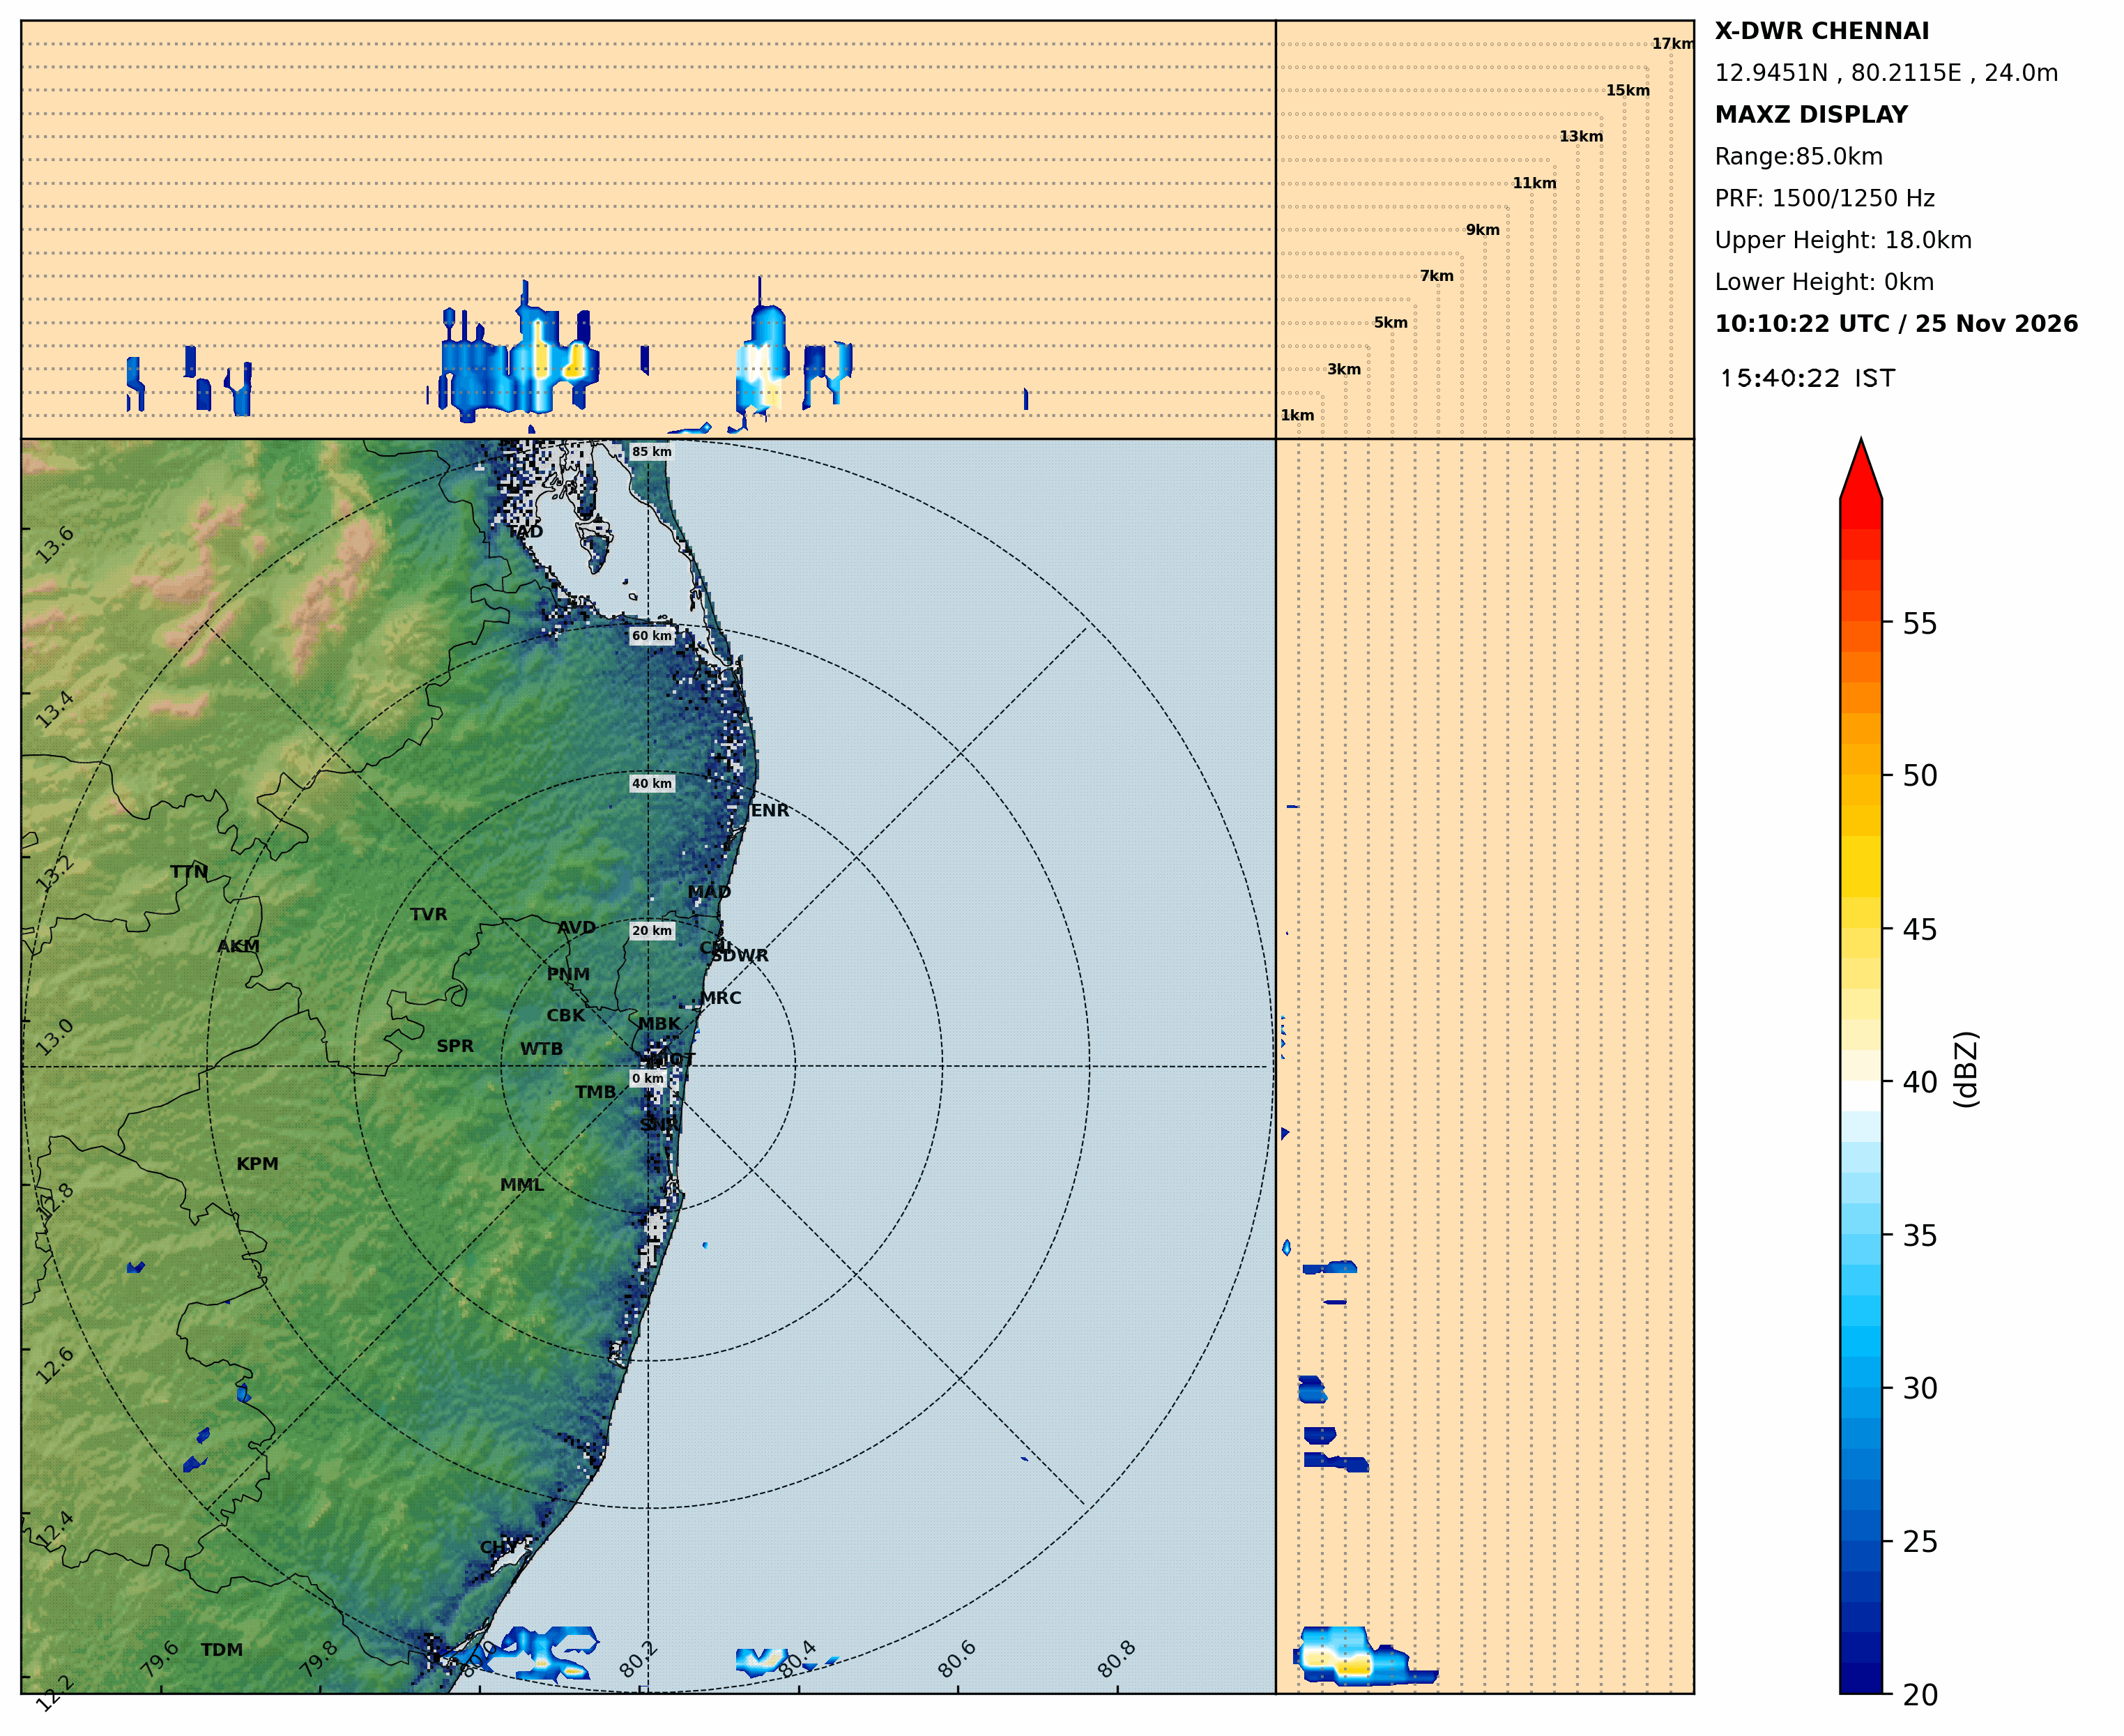 17km
15km
13km
11km
9km
7km
5km
3km
1km
X-DWR CHENNAI
12.9451N , 80.2115E , 24.0m
MAXZ DISPLAY
Range:85.0km
PRF: 1500/1250 Hz
Upper Height: 18.0km
Lower Height: 0km
10:10:22 UTC / 25 Nov 2026
15:40:22 IST
85 km
TAD
13.6
60 km
13.4
40 km
ENR
13.2
TTN
MAD
TVR
AVD
20 km
AKM
SDWR
PNM
MRC
CBK
MBK
13.0
SPR
WTB
0 km
TMB
SNR
KPM
MML
12.8
12.6
12.4
CHY
TDM
12.2
79.6
79.8
80.0
80.2
80.4
80.6
80.8
55
50
45
40
35
30
25
20
(dBZ)